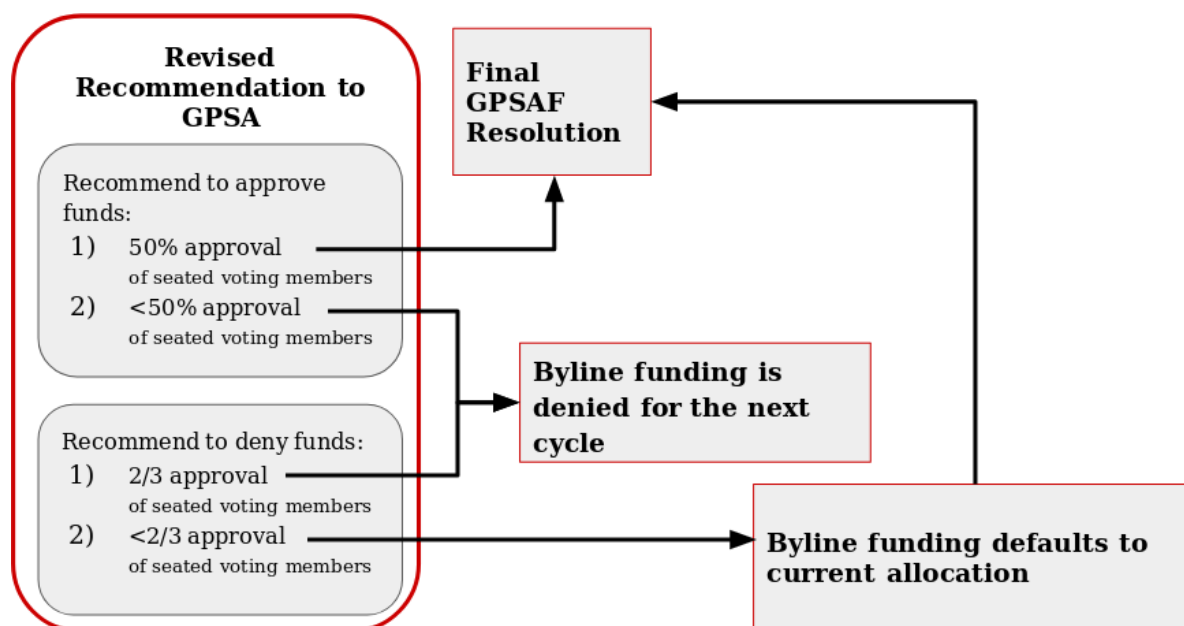 Revised
Recommendation to
GPSA
Recommend to approve
funds:
1) 50% approval
of seated voting members
2) <50% approval
of seated voting members
Recommend to deny funds:
1) 2/3 approval
of seated voting members
2) <2/3 approval
of seated voting members
Final
GPSAF
Resolution
Byline funding is
denied for the next
cycle
Byline funding defaults to
current allocation